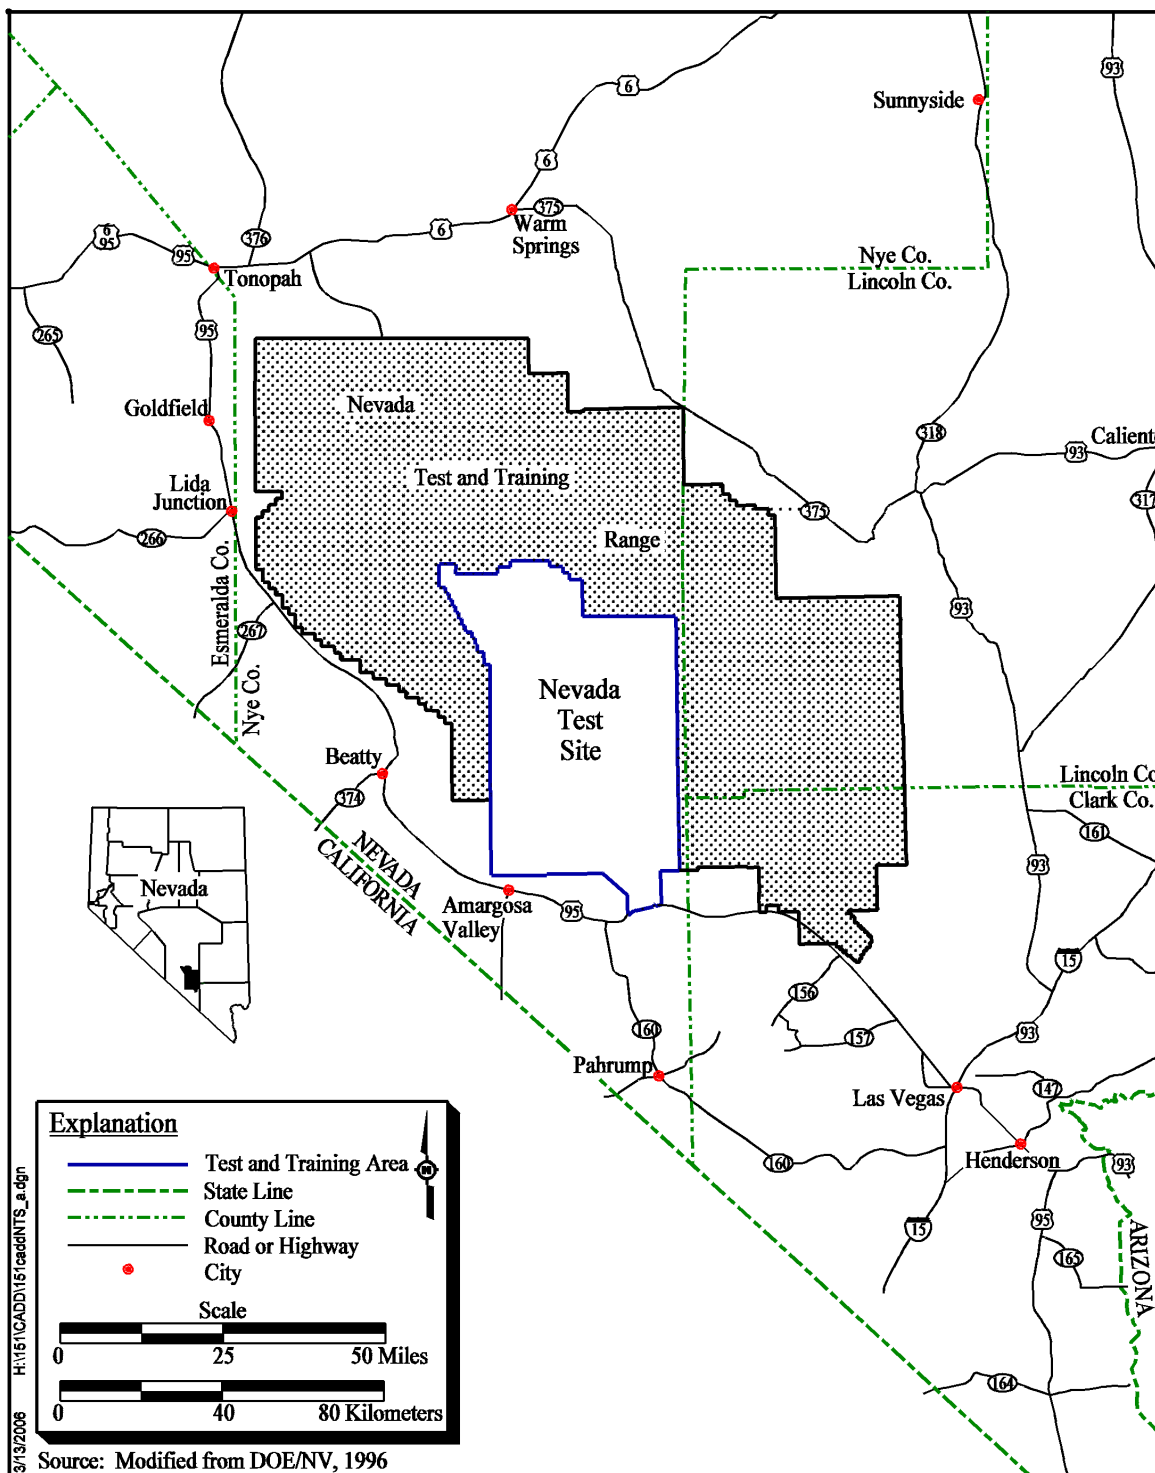 93
6
Sunnyside
6
375
Warm
Springs
6
95
95
376
6
Nye Co.
Lincoln Co.
Tonopah
265
95
Nevada
Goldfield
318
93
Caliente
Test and Training
Lida
Junction
317
375
266
Range
Esmeralda Co.
Nye Co.
267
93
Nevada
Test
Site
Beatty
374
Lincoln Co
Clark Co.
161
NEVADA
CALIFORNIA
93
Nevada
Amargosa
Valley
95
15
156
160
157
93
Pahrump
Las Vegas
147
160
Henderson
93
15
95
165
ARIZONA
164
Explanation
N
Test and Training Area
State Line
County Line
Road or Highway
City
Scale
0 25 50 Miles
0 40 80 Kilometers
Source: Modified from DOE/NV, 1996
3/13/2006 H:\151\CADD\151caddNTS_a.dgn